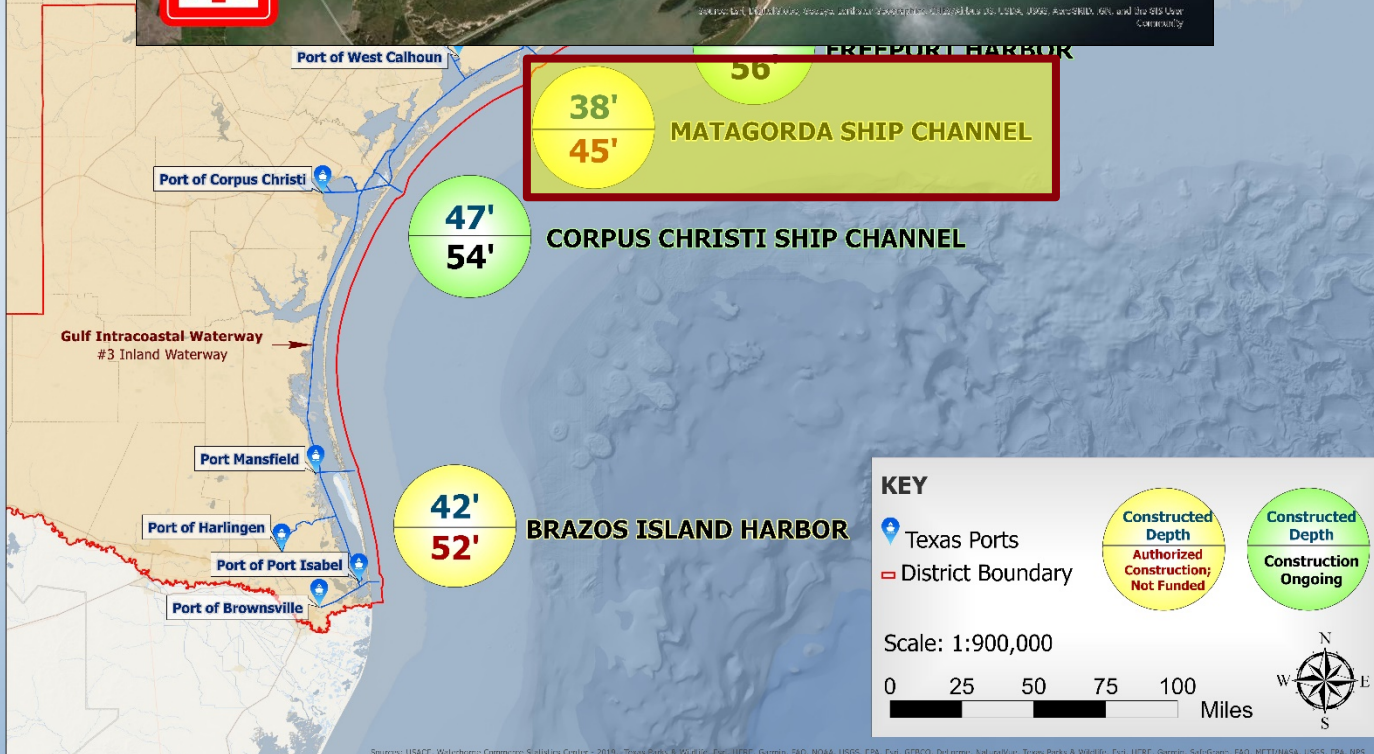 Community
Port of West Calhoun
FREEPORT HARBOR
56'
38'
45'
MATAGORDA SHIP CHANNEL
Port of Corpus Christi
47'
54'
CORPUS CHRISTI SHIP CHANNEL
Gulf Intracoastal Waterway
#3 Inland Waterway
Port Mansfield
42'
52'
BRAZOS ISLAND HARBOR
Port of Harlingen
Port of Port Isabel
Port of Brownsville
KEY
Texas Ports
District Boundary
Constructed
Depth
Authorized
Construction;
Not Funded
Constructed
Depth
Construction
Ongoing
Scale: 1:900,000
0 25 50 75 100
Miles
N
W E
S